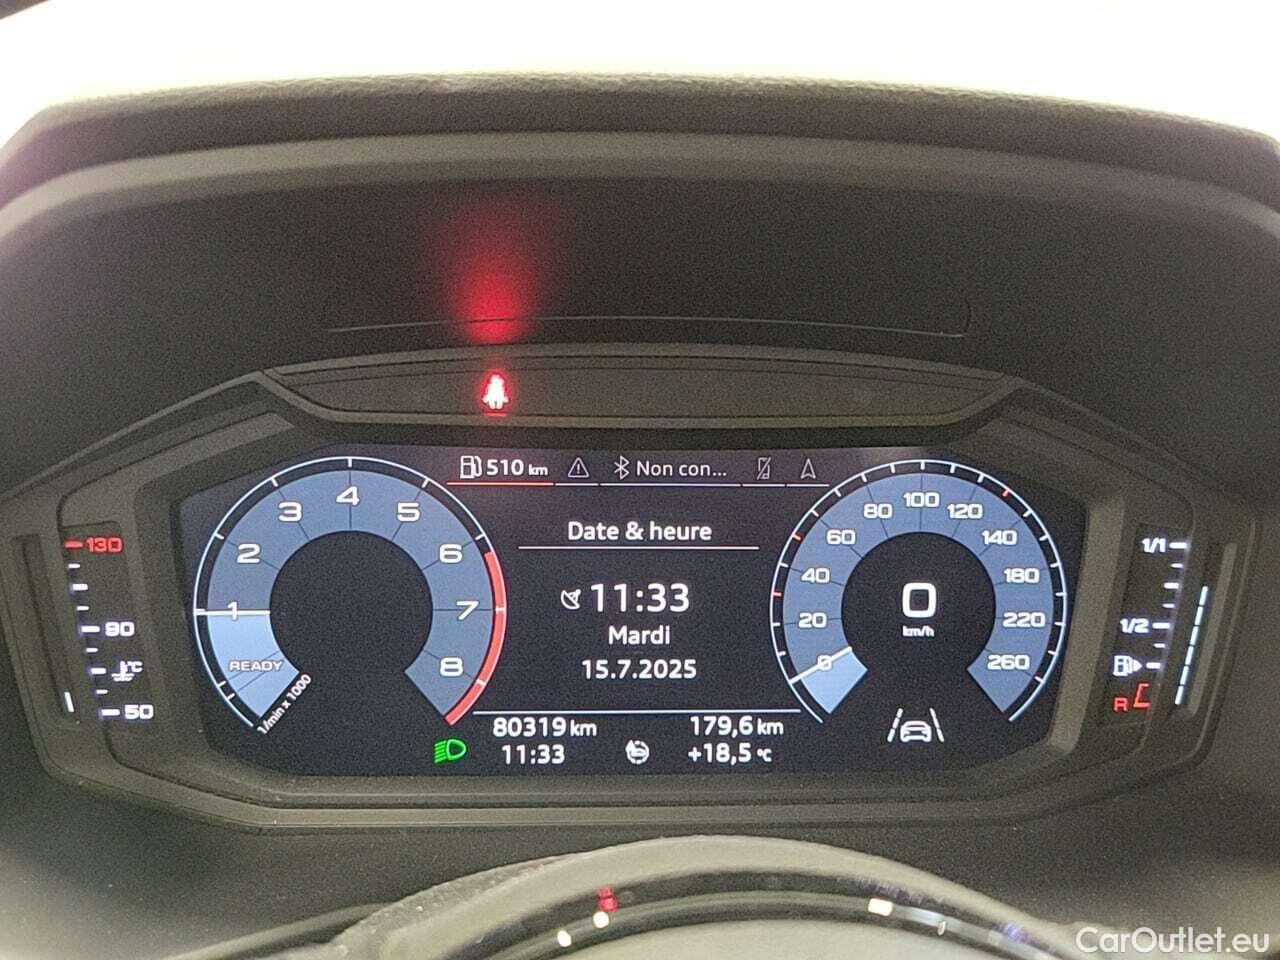 510 km
Non con...
Date & heure
11:33
Mardi
15.7.2025
80319 km
179,6 km
11:33
+18,5 °C
1
2
3
4
5
6
7
8
READY
1/min x 1000
0
20
40
60
80
100
120
140
180
220
260
0
km/h
130
90
°C
50
1/1
1/2
R
CarOutlet.eu